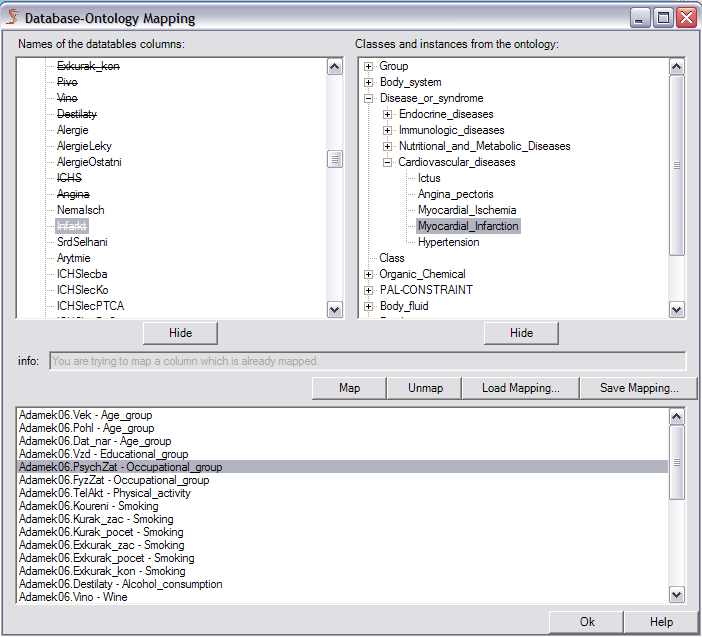 Database-Ontology Mapping
Names of the datatables columns:
Exkurak_kon
Pivo
Vino
Destilaty
Alergie
AlergieLeky
AlergieOstatni
ICHS
Angina
NemaIsch
Infarkt
SrdSelhani
Arytmie
ICHSlecba
ICHSlecKo
ICHSlecPTCA
Hide
Classes and instances from the ontology:
Group
Body_system
Disease_or_syndrome
Endocrine_diseases
Immunologic_diseases
Nutritional_and_Metabolic_Diseases
Cardiovascular_diseases
Ictus
Angina_pectoris
Myocardial_Ischemia
Myocardial_Infarction
Hypertension
Class
Organic_Chemical
PAL-CONSTRAINT
Body_fluid
Hide
info: You are trying to map a column which is already mapped.
Map Unmap Load Mapping... Save Mapping...
Adamek06.Vek - Age_group
Adamek06.Pohl - Age_group
Adamek06.Dat_nar - Age_group
Adamek06.Vzd - Educational_group
Adamek06.PsychZat - Occupational_group
Adamek06.FyzZat - Occupational_group
Adamek06.TelAkt - Physical_activity
Adamek06.Koureni - Smoking
Adamek06.Kurak_zac - Smoking
Adamek06.Kurak_pocet - Smoking
Adamek06.Exkurak_zac - Smoking
Adamek06.Exkurak_pocet - Smoking
Adamek06.Exkurak_kon - Smoking
Adamek06.Destilaty - Alcohol_consumption
Adamek06.Vino - Wine
Ok Help